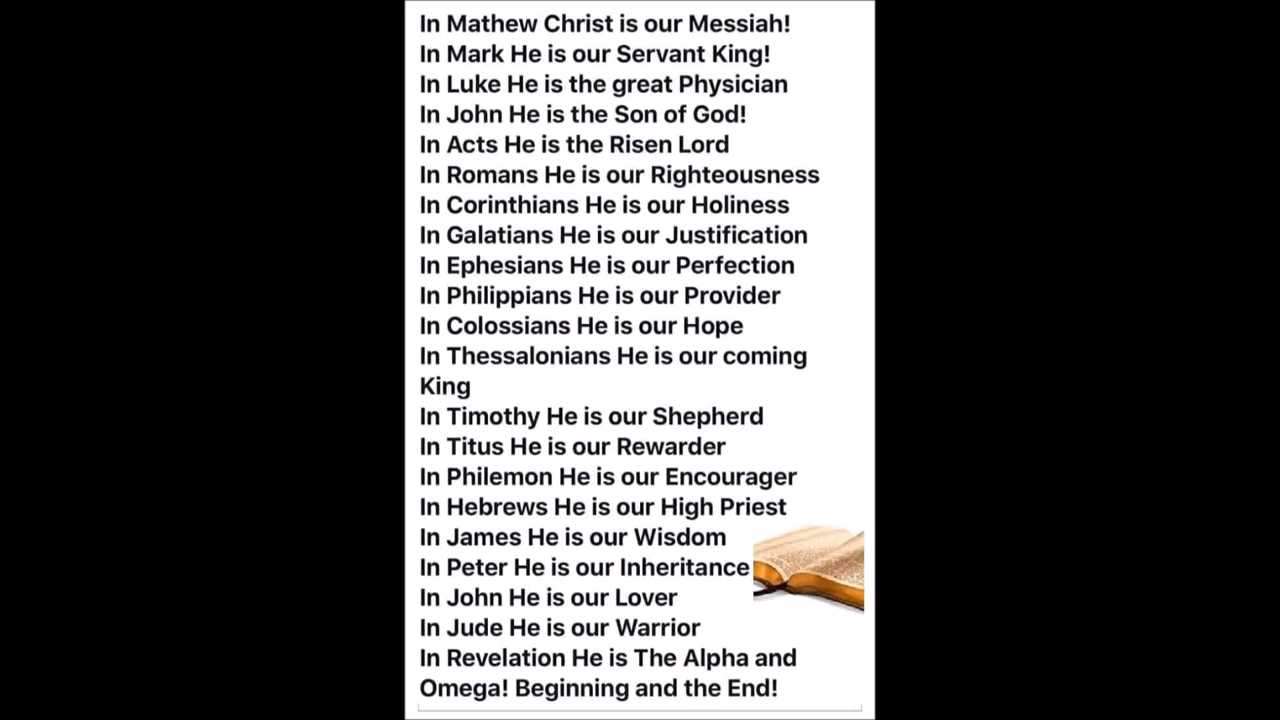 In Mathew Christ is our Messiah!
In Mark He is our Servant King!
In Luke He is the great Physician
In John He is the Son of God!
In Acts He is the Risen Lord
In Romans He is our Righteousness
In Corinthians He is our Holiness
In Galatians He is our Justification
In Ephesians He is our Perfection
In Philippians He is our Provider
In Colossians He is our Hope
In Thessalonians He is our coming
King
In Timothy He is our Shepherd
In Titus He is our Rewarder
In Philemon He is our Encourager
In Hebrews He is our High Priest
In James He is our Wisdom
In Peter He is our Inheritance
In John He is our Lover
In Jude He is our Warrior
In Revelation He is The Alpha and
Omega! Beginning and the End!